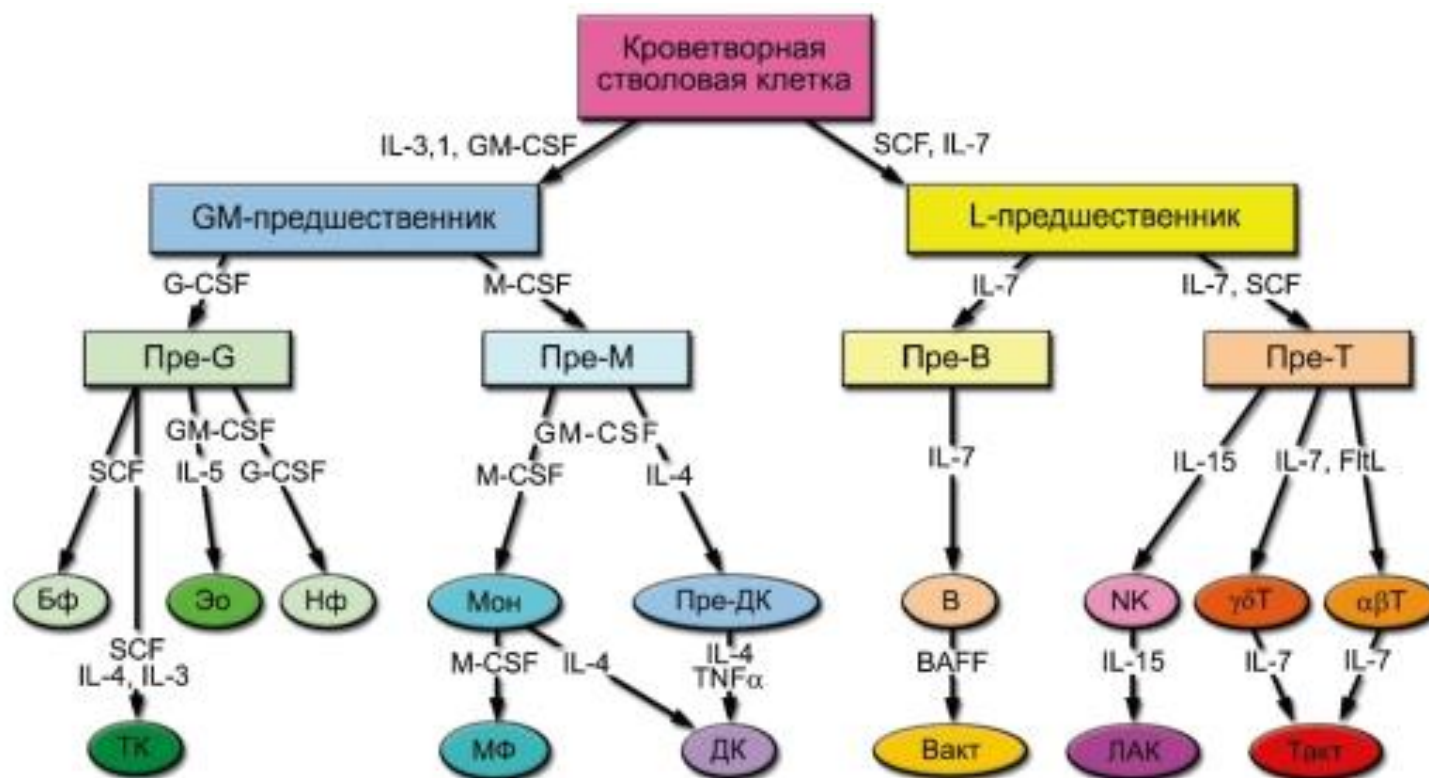 Кроветворная
стволовая клетка
IL-3,1, GM-CSF
SCF, IL-7
GM-предшественник
L-предшественник
G-CSF
M-CSF
IL-7
IL-7, SCF
Пре-G
Пре-М
Пре-В
Пре-Т
GM-CSF
GM-CSF
SCF
IL-5
G-CSF
M-CSF
IL-4
IL-7
IL-15
IL-7, FltL
Бф
Эо
Нф
Мон
Пре-ДК
В
NK
γδТ
αβТ
SCF
IL-4, IL-3
M-CSF
IL-4
IL-4
TNFα
BAFF
IL-15
IL-7
IL-7
ТК
МФ
ДК
Вакт
ЛАК
Такт